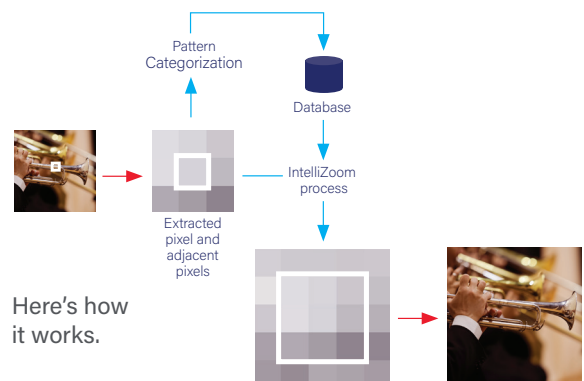 Pattern
Categorization
Database
IntelliZoom
process
Extracted
pixel and
adjacent
pixels
Here's how
it works.